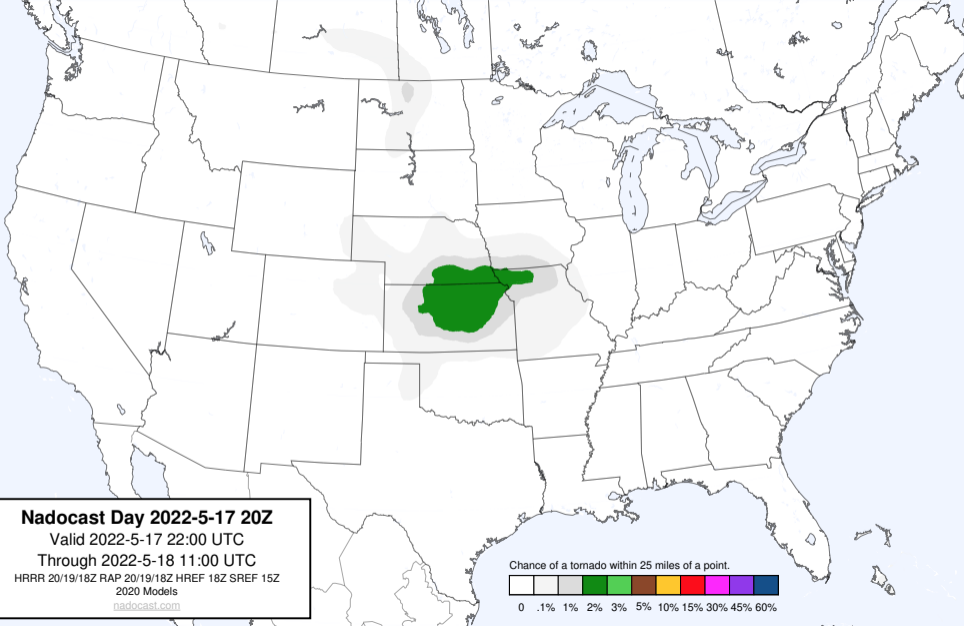 Nadocast Day 2022-5-17 20Z
Valid 2022-5-17 22:00 UTC
Through 2022-5-18 11:00 UTC
HRRR 20/19/18Z RAP 20/19/18Z HREF 18Z SREF 15Z
2020 Models
nadocast.com
Chance of a tornado within 25 miles of a point.
0 .1% 1% 2% 3% 5% 10% 15% 30% 45% 60%